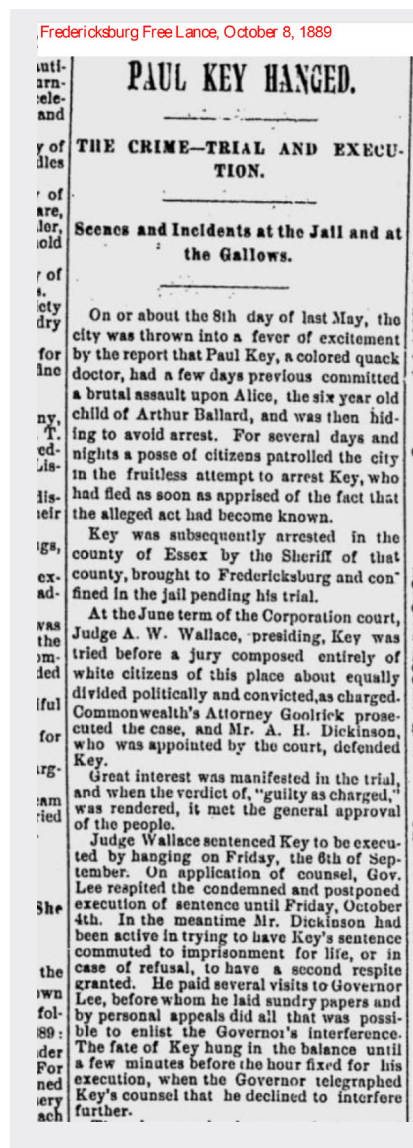 Fredericksburg Free Lance, October 8, 1889
PAUL KEY HANGED.
THE CRIME—TRIAL AND EXECU-
TION.
Scenes and Incidents at the Jail and at
the Gallows.
On or about the 8th day of last May, the
city was thrown into a fever of excitement
by the report that Paul Key, a colored quack
doctor, had a few days previous committed
a brutal assault upon Alice, the six year old
child of Arthur Ballard, and was then hid-
ing to avoid arrest. For several days and
nights a posse of citizens patrolled the city
in the fruitless attempt to arrest Key, who
had fled as soon as apprised of the fact that
the alleged act had become known.
Key was subsequently arrested in the
county of Essex by the Sheriff of that
county, brought to Fredericksburg and con-
fined in the jail pending his trial.
At the June term of the Corporation court,
Judge A. W. Wallace, presiding, Key was
tried before a jury composed entirely of
white citizens of this place about equally
divided politically and convicted,as charged.
Commonwealth's Attorney Goolrick prose-
cuted the case, and Mr. A. H. Dickinson,
who was appointed by the court, defended
Key.
Great interest was manifested in the trial,
and when the verdict of, "guilty as charged,"
was rendered, it met the general approval
of the people.
Judge Wallace sentenced Key to be execu-
ted by hanging on Friday, the 6th of Sep-
tember. On application of counsel, Gov.
Lee respited the condemned and postponed
execution of sentence until Friday, October
4th. In the meantime Mr. Dickinson had
been active in trying to have Key's sentence
commuted to imprisonment for life, or in
case of refusal, to have a second respite
granted. He paid several visits to Governor
Lee, before whom he laid sundry papers and
by personal appeals did all that was possi-
ble to enlist the Governor's interference.
The fate of Key hung in the balance until
a few minutes before the hour fixed for his
execution, when the Governor telegraphed
Key's counsel that he declined to interfere
further.